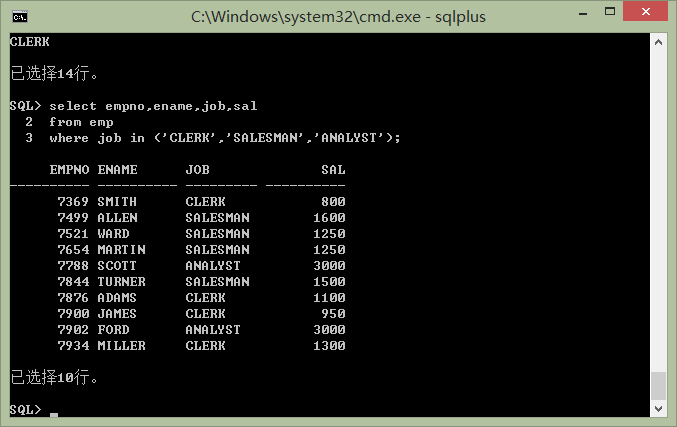 C:\Windows\system32\cmd.exe - sqlplus
CLERK
已选择14行。
SQL> select empno,ename,job,sal
  2  from emp
  3  where job in ('CLERK','SALESMAN','ANALYST');
     EMPNO ENAME      JOB              SAL
---------- ---------- --------- ----------
      7369 SMITH      CLERK            800
      7499 ALLEN      SALESMAN        1600
      7521 WARD       SALESMAN        1250
      7654 MARTIN     SALESMAN        1250
      7788 SCOTT      ANALYST         3000
      7844 TURNER     SALESMAN        1500
      7876 ADAMS      CLERK           1100
      7900 JAMES      CLERK            950
      7902 FORD       ANALYST         3000
      7934 MILLER     CLERK           1300
已选择10行。
SQL>